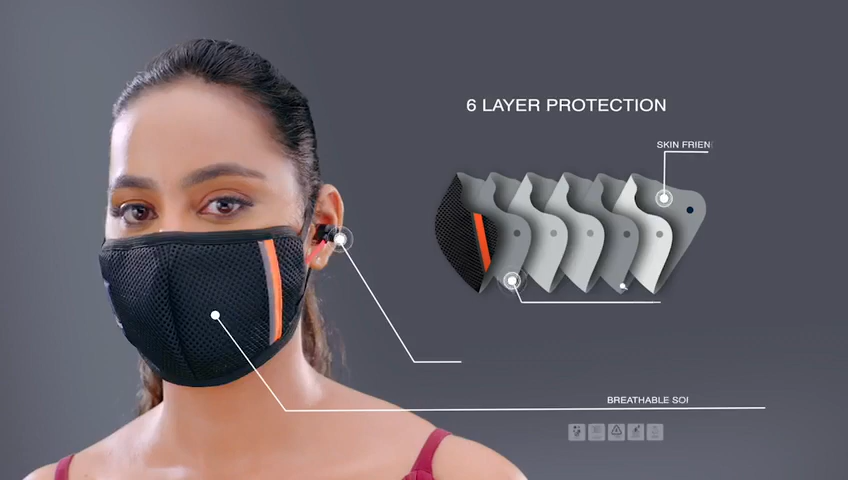 6 LAYER PROTECTION
SKIN FRIEN
BREATHABLE SOI